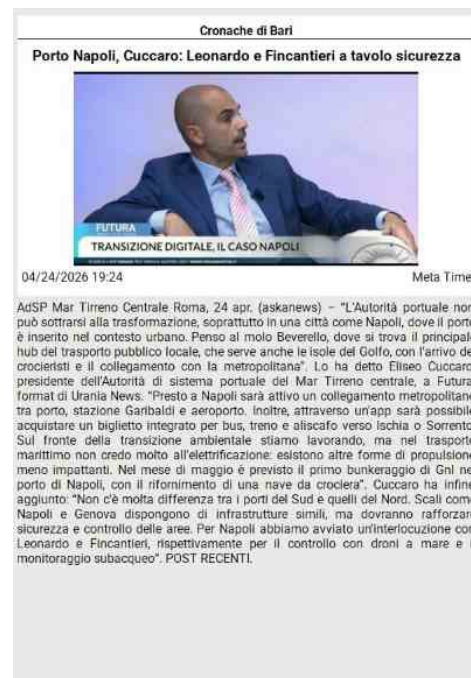 Cronache di Bari
Porto Napoli, Cuccaro: Leonardo e Fincantieri a tavolo sicurezza
FUTURA
TRANSIZIONE DIGITALE, IL CASO NAPOLI
04/24/2026 19:24
Meta Time
AdSP Mar Tirreno Centrale Roma, 24 apr. (askanews) – "L'Autorità portuale non
può sottrarsi alla trasformazione, soprattutto in una città come Napoli, dove il porto
è inserito nel contesto urbano. Penso al molo Beverello, dove si trova il principale
hub del trasporto pubblico locale, che serve anche le isole del Golfo, con l'arrivo de
crocieristi e il collegamento con la metropolitana". Lo ha detto Eliseo Cuccaro
presidente dell'Autorità di sistema portuale del Mar Tirreno centrale, a Futura
format di Urania News. "Presto a Napoli sarà attivo un collegamento metropolitano
tra porto, stazione Garibaldi e aeroporto. Inoltre, attraverso un'app sarà possibile
acquistare un biglietto integrato per bus, treno e aliscafo verso Ischia o Sorrento
Sul fronte della transizione ambientale stiamo lavorando, ma nel trasporto
marittimo non credo molto all'elettrificazione: esistono altre forme di propulsione
meno impattanti. Nel mese di maggio è previsto il primo bunkeraggio di Gnl nel
porto di Napoli, con il rifornimento di una nave da crociera". Cuccaro ha infine
aggiunto: "Non c'è molta differenza tra i porti del Sud e quelli del Nord. Scali come
Napoli e Genova dispongono di infrastrutture simili, ma dovranno rafforzare
sicurezza e controllo delle aree. Per Napoli abbiamo avviato un'interlocuzione con
Leonardo e Fincantieri, rispettivamente per il controllo con droni a mare e i
monitoraggio subacqueo". POST RECENTI.